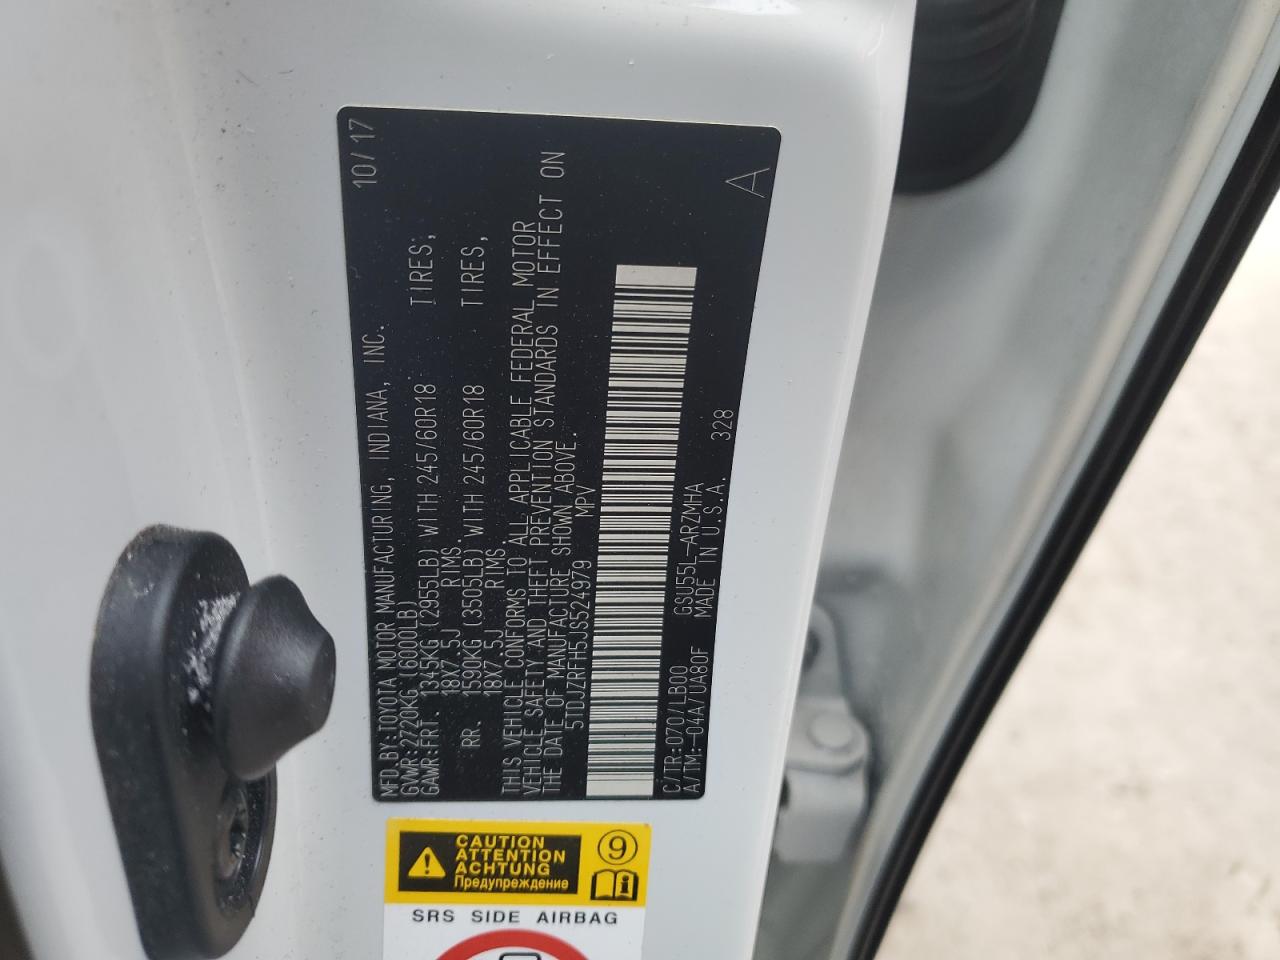 MFD.BY:TOYOTA MOTOR MANUFACTURING, INDIANA, INC. 10/17
GVWR:2720KG (6000LB)
GAWR:FRT. 1345KG (2955LB) WITH 245/60R18 TIRES,
18X7.5J RIMS.
RR. 1590KG (3505LB) WITH 245/60R18 TIRES,
18X7.5J RIMS.
THIS VEHICLE CONFORMS TO ALL APPLICABLE FEDERAL MOTOR
VEHICLE SAFETY AND THEFT PREVENTION STANDARDS IN EFFECT ON
THE DATE OF MANUFACTURE SHOWN ABOVE.
5TDJZRFH5JS524979 MPV
C/TR:070/LB00 GSU55L-ARZMHA
A/TM:-04A/UA80F MADE IN U.S.A. 328 A
CAUTION
ATTENTION
ACHTUNG
Предупреждение
9
SRS SIDE AIRBAG